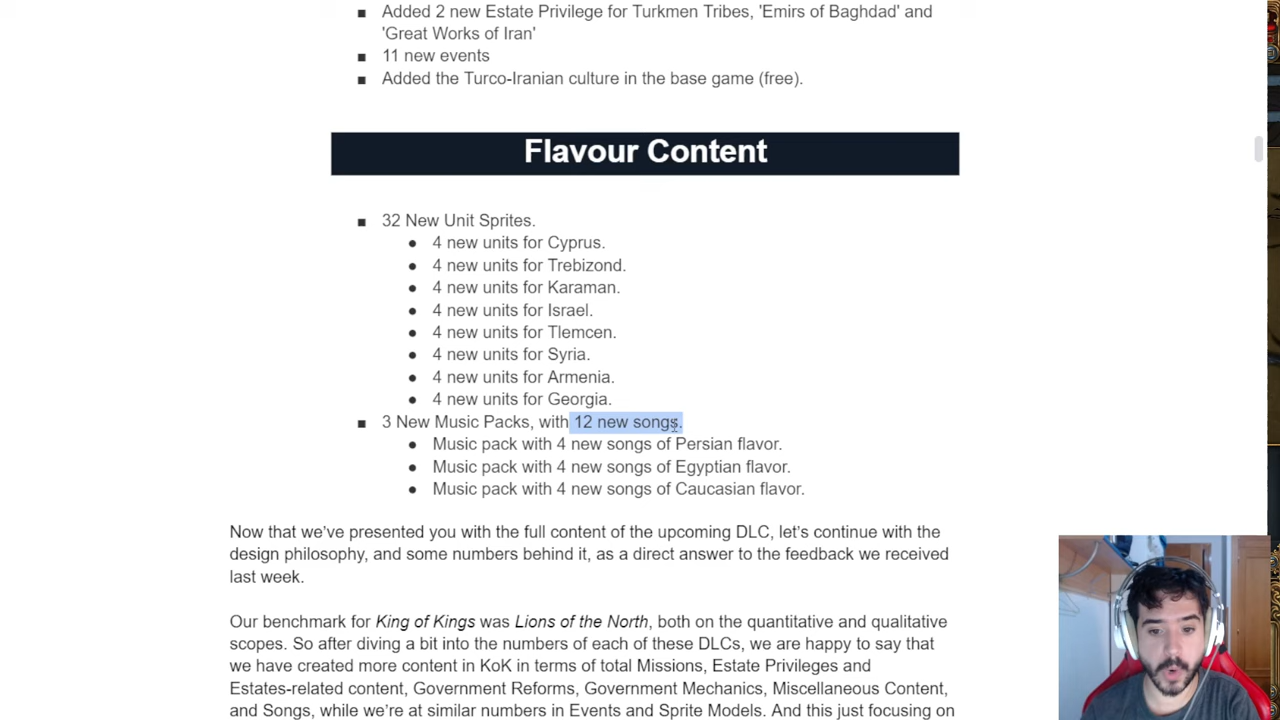 ■ Added 2 new Estate Privilege for Turkmen Tribes, 'Emirs of Baghdad' and
'Great Works of Iran'
■ 11 new events
■ Added the Turco-Iranian culture in the base game (free).
Flavour Content
■ 32 New Unit Sprites.
● 4 new units for Cyprus.
● 4 new units for Trebizond.
● 4 new units for Karaman.
● 4 new units for Israel.
● 4 new units for Tlemcen.
● 4 new units for Syria.
● 4 new units for Armenia.
● 4 new units for Georgia.
■ 3 New Music Packs, with 12 new songs.
● Music pack with 4 new songs of Persian flavor.
● Music pack with 4 new songs of Egyptian flavor.
● Music pack with 4 new songs of Caucasian flavor.
Now that we’ve presented you with the full content of the upcoming DLC, let’s continue with the
design philosophy, and some numbers behind it, as a direct answer to the feedback we received
last week.
Our benchmark for King of Kings was Lions of the North, both on the quantitative and qualitative
scopes. So after diving a bit into the numbers of each of these DLCs, we are happy to say that
we have created more content in KoK in terms of total Missions, Estate Privileges and
Estates-related content, Government Reforms, Government Mechanics, Miscellaneous Content,
and Songs, while we’re at similar numbers in Events and Sprite Models. And this just focusing on